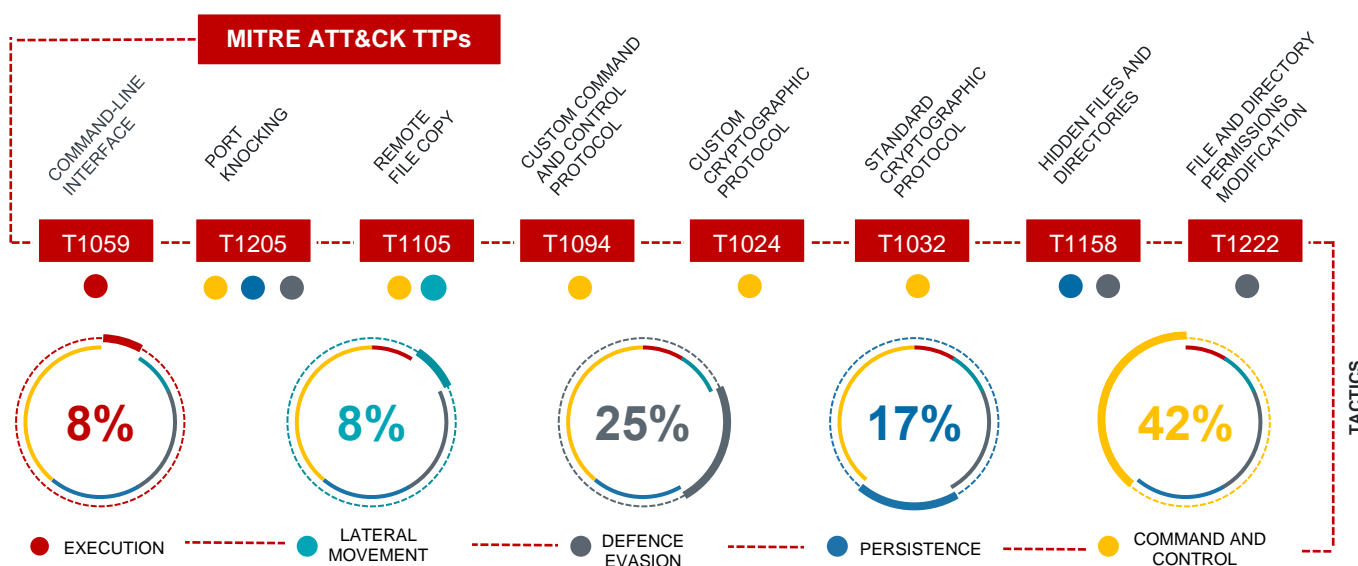 MITRE ATT&CK TTPs
COMMAND-LINE
INTERFACE
PORT
KNOCKING
REMOTE
FILE COPY
CUSTOM COMMAND
AND CONTROL
PROTOCOL
CUSTOM
CRYPTOGRAPHIC
PROTOCOL
STANDARD
CRYPTOGRAPHIC
PROTOCOL
HIDDEN FILES AND
DIRECTORIES
FILE AND DIRECTORY
PERMISSIONS
MODIFICATION
T1059
T1205
T1105
T1094
T1024
T1032
T1158
T1222
8%
8%
25%
17%
42%
TACTICS
EXECUTION
LATERAL
MOVEMENT
DEFENCE
EVASION
PERSISTENCE
COMMAND AND
CONTROL